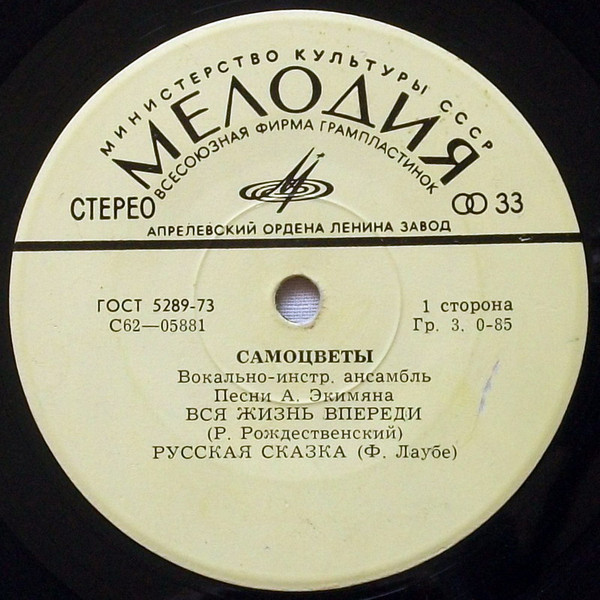 МИНИСТЕРСТВО КУЛЬТУРЫ СССР
МЕЛОДИЯ
ВСЕСОЮЗНАЯ ФИРМА ГРАМПЛАСТИНОК
СТЕРЕО
33
АПРЕЛЕВСКИЙ ОРДЕНА ЛЕНИНА ЗАВОД
ГОСТ 5289-73
1 сторона
С62—05881
Гр. 3. 0-85
САМОЦВЕТЫ
Вокально-инстр. ансамбль
Песни А. Экимяна
ВСЯ ЖИЗНЬ ВПЕРЕДИ
(Р. Рождественский)
РУССКАЯ СКАЗКА (Ф. Лаубе)